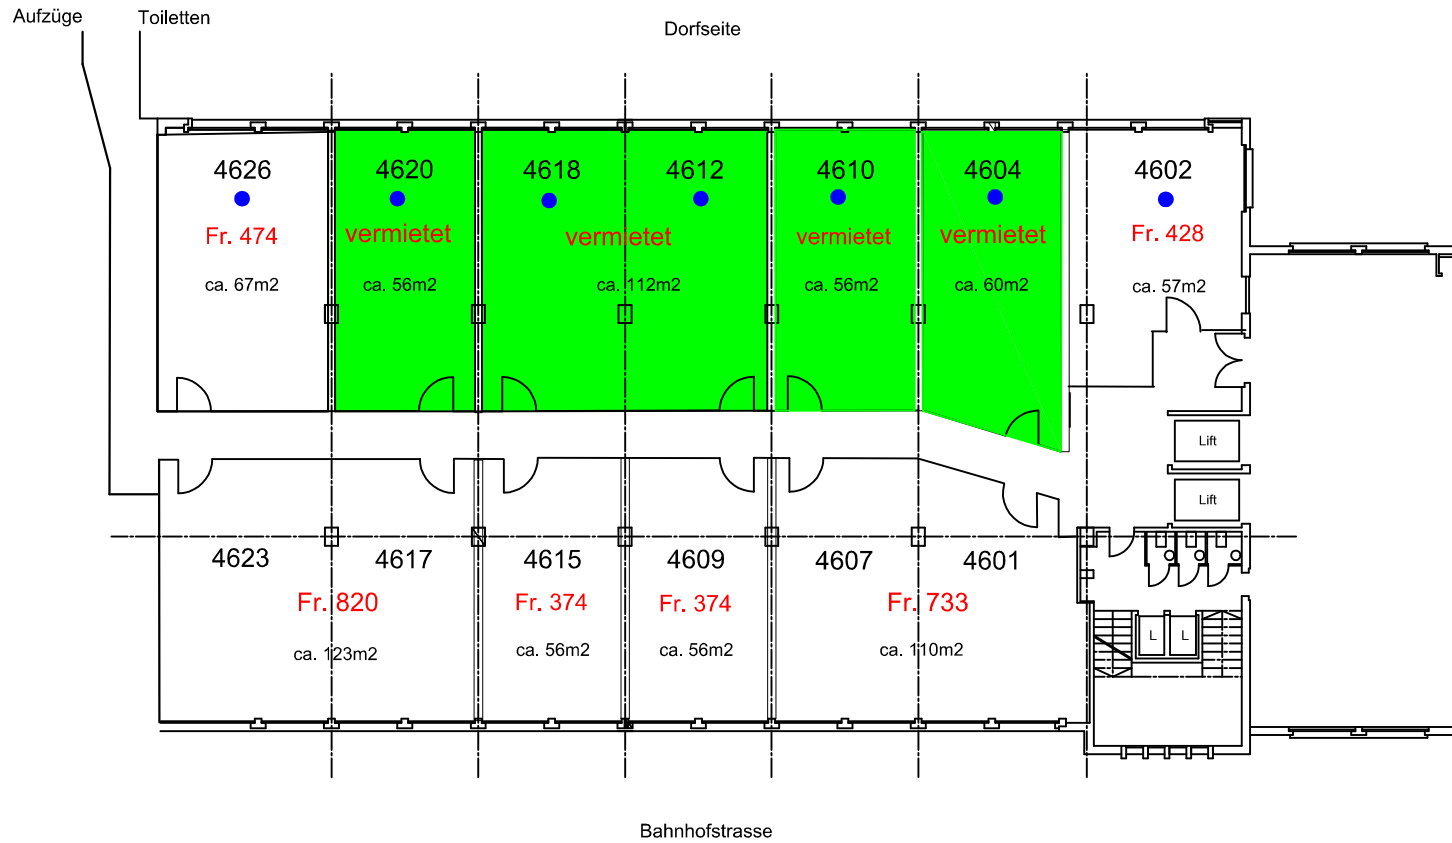 Aufzüge
Toiletten
Dorfseite
4626
4620
4618
4612
4610
4604
4602
Fr. 474
vermietet
vermietet
vermietet
vermietet
Fr. 428
ca. 67m2
ca. 56m2
ca. 112m2
ca. 56m2
ca. 60m2
ca. 57m2
Lift
Lift
4623
4617
4615
4609
4607
4601
Fr. 820
Fr. 374
Fr. 374
Fr. 733
ca. 123m2
ca. 56m2
ca. 56m2
ca. 110m2
L
L
Bahnhofstrasse